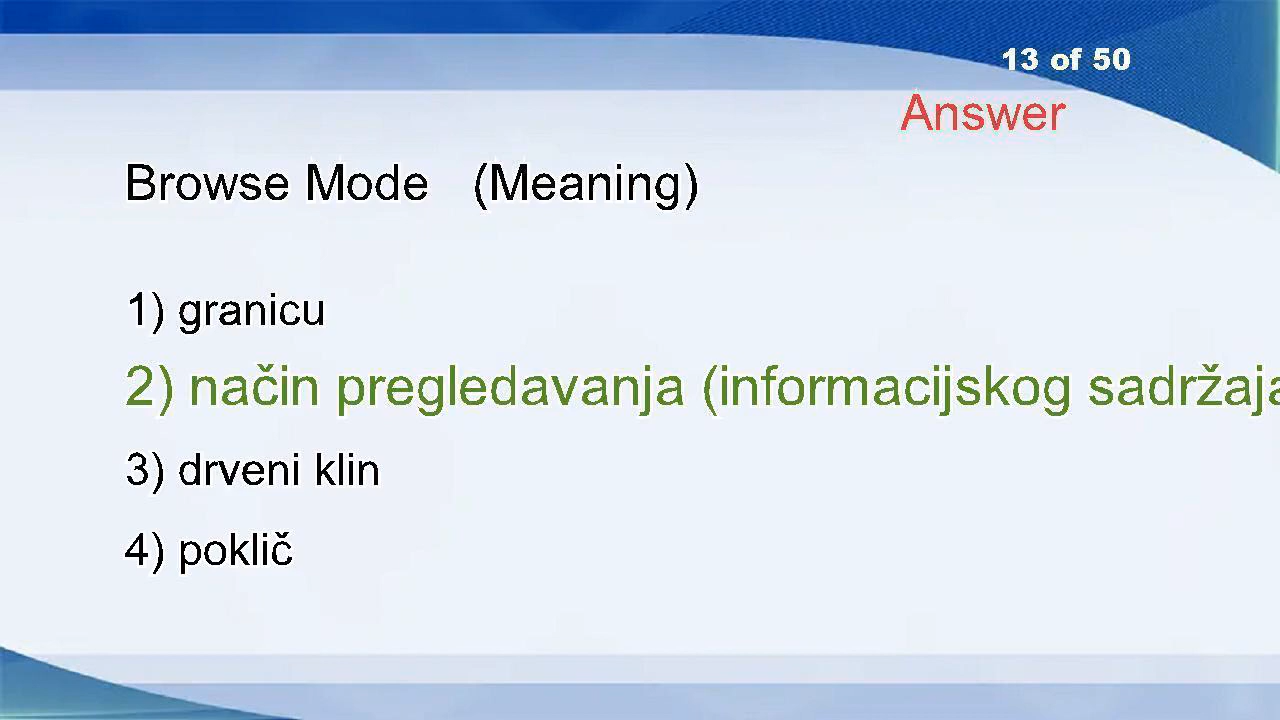 13 of 50
Answer
Browse Mode (Meaning)
1) granicu
2) način pregledavanja (informacijskog sadržaja
3) drveni klin
4) poklič